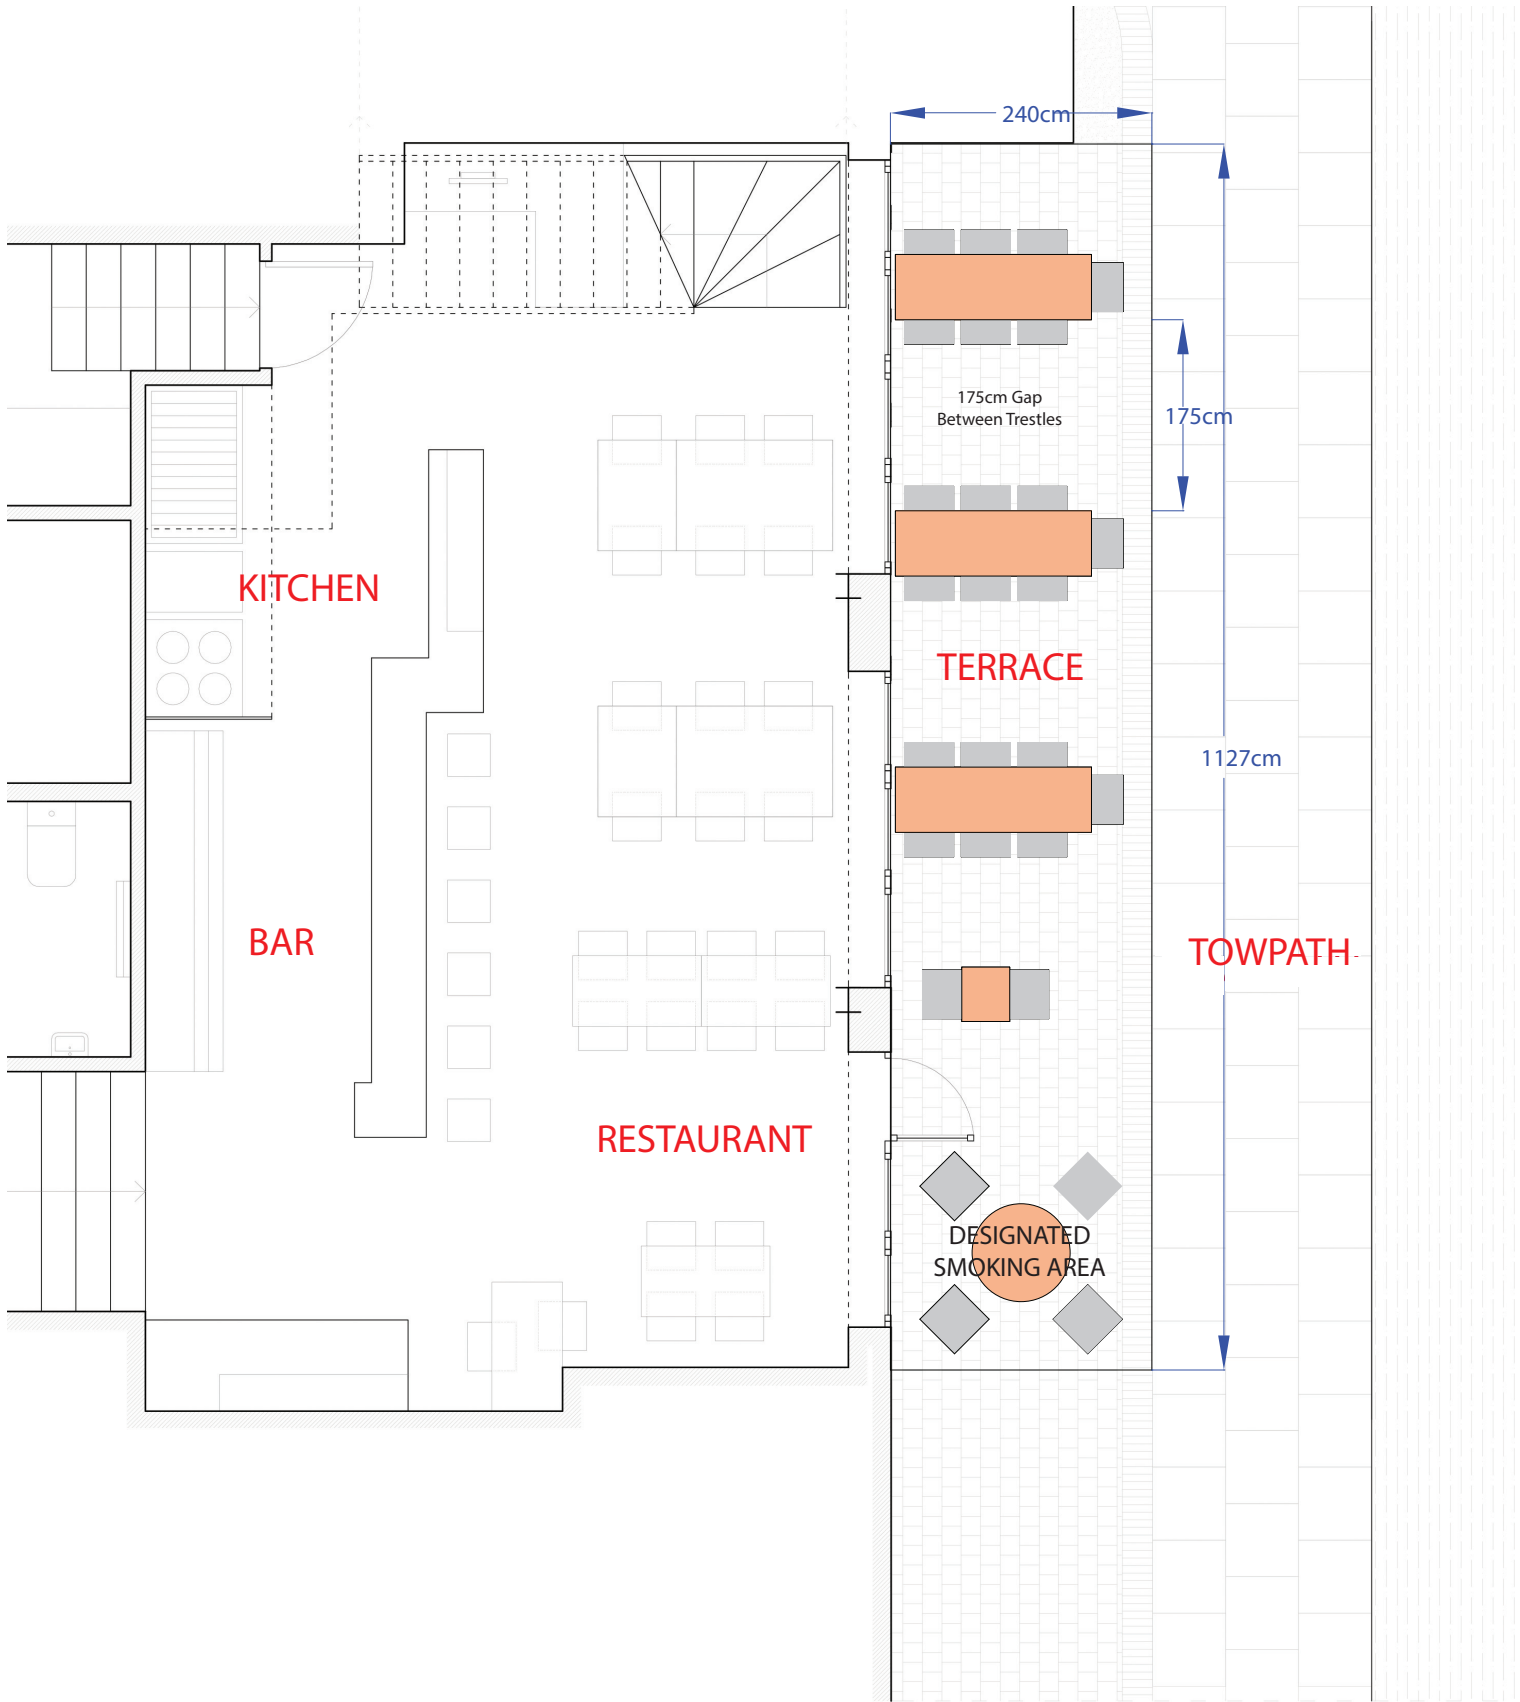 240cm
175cm Gap
Between Trestles
175cm
KITCHEN
TERRACE
1127cm
BAR
TOWPATH
RESTAURANT
DESIGNATED
SMOKING AREA